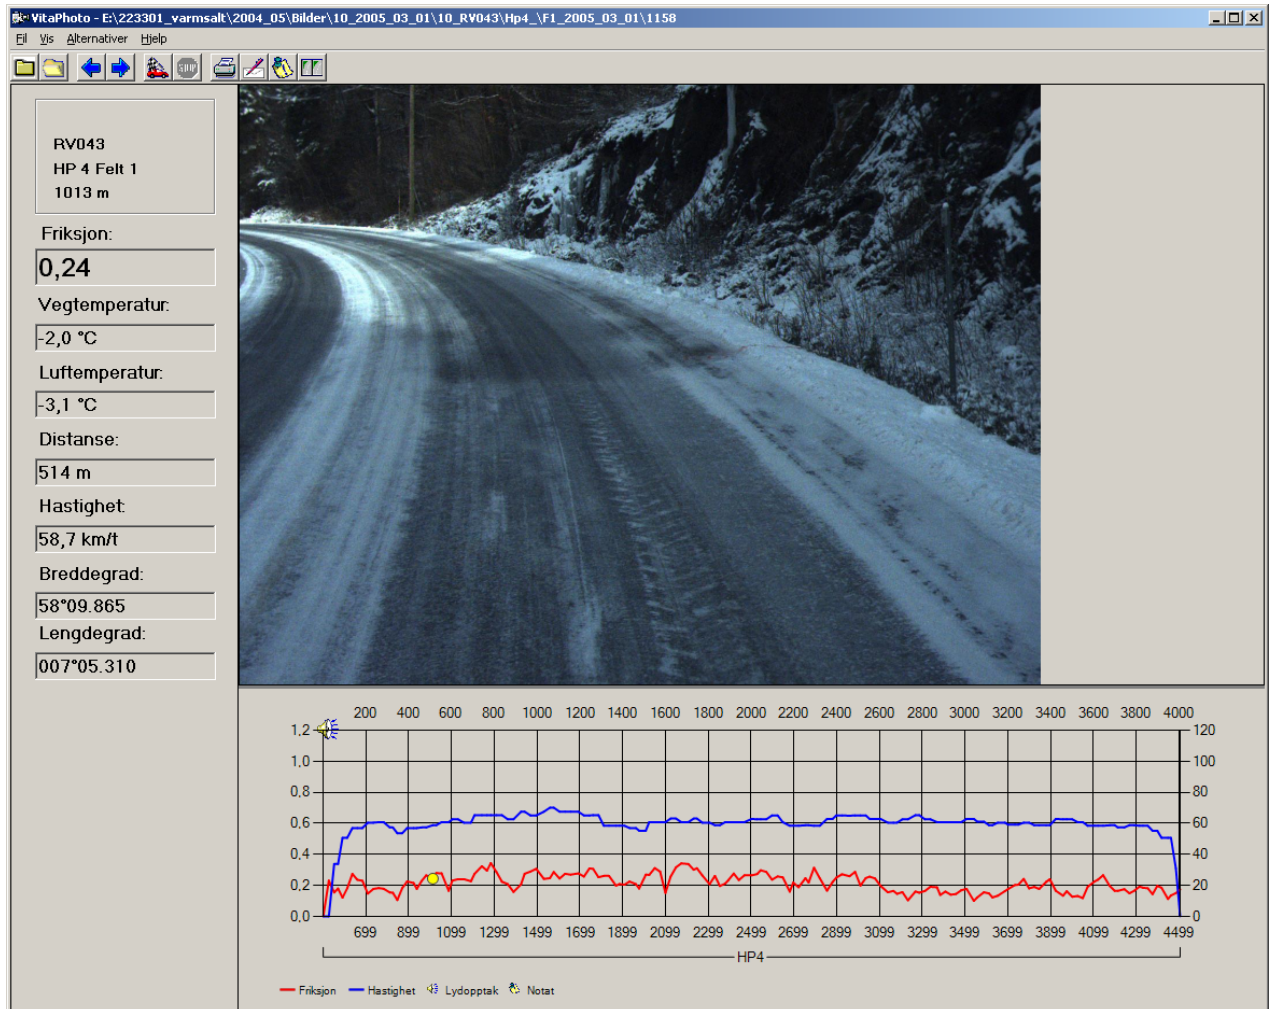 VitaPhoto - E:\223301_varmsalt\2004_05\Bilder\10_2005_03_01\10_RV043\Hp4_\F1_2005_03_01\1158
Fil Vis Alternativer Hjelp
STOP
RV043
HP 4 Felt 1
1013 m
Friksjon:
0,24
Vegtemperatur:
-2,0 °C
Luftemperatur:
-3,1 °C
Distanse:
514 m
Hastighet:
58,7 km/t
Breddegrad:
58°09.865
Lengdegrad:
007°05.310
200 400 600 800 1000 1200 1400 1600 1800 2000 2200 2400 2600 2800 3000 3200 3400 3600 3800 4000
1,2 120
1,0 100
0,8 80
0,6 60
0,4 40
0,2 20
0,0 0
699 899 1099 1299 1499 1699 1899 2099 2299 2499 2699 2899 3099 3299 3499 3699 3899 4099 4299 4499
HP4
Friksjon Hastighet Lydopptak Notat